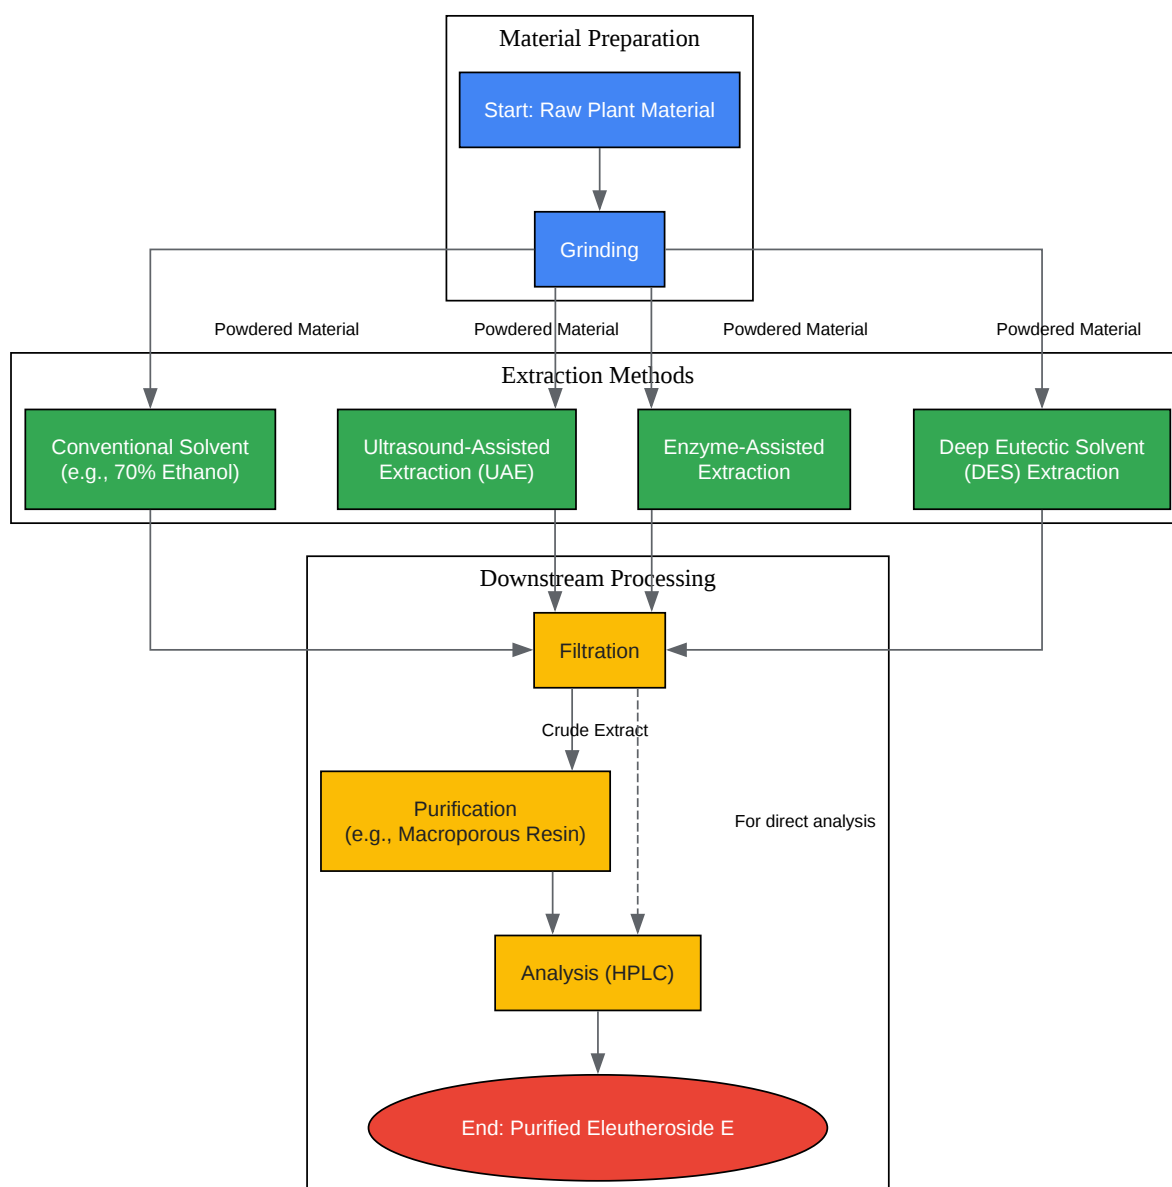 Material Preparation
Start: Raw Plant Material
Grinding
Powdered Material
Powdered Material
Powdered Material
Powdered Material
Extraction Methods
Conventional Solvent
(e.g., 70% Ethanol)
Ultrasound-Assisted
Extraction (UAE)
Enzyme-Assisted
Extraction
Deep Eutectic Solvent
(DES) Extraction
Downstream Processing
Filtration
Crude Extract
Purification
(e.g., Macroporous Resin)
For direct analysis
Analysis (HPLC)
End: Purified Eleutheroside E